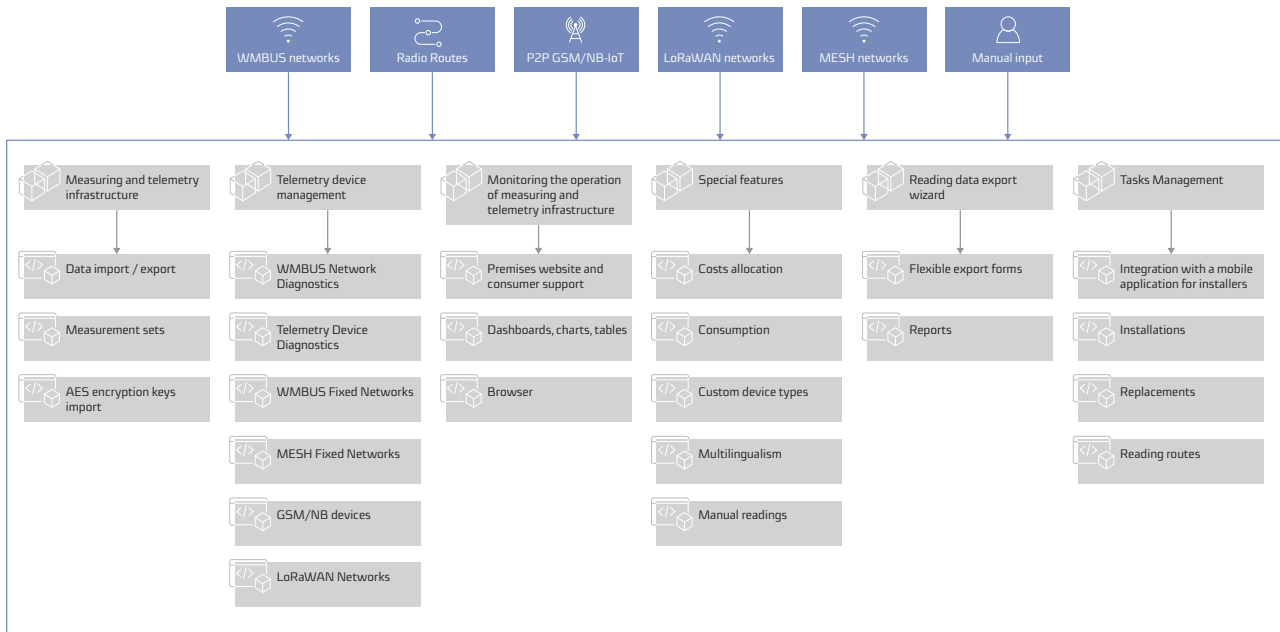 WMBUS networks
Radio Routes
P2P GSM/NB-IoT
LoRaWAN networks
MESH networks
Manual input
Measuring and telemetry
infrastructure
Data import / export
Measurement sets
AES encryption keys
import
Telemetry device
management
WMBUS Network
Diagnostics
Telemetry Device
Diagnostics
WMBUS Fixed Networks
MESH Fixed Networks
GSM/NB devices
LoRaWAN Networks
Monitoring the operation
of measuring and
telemetry infrastructure
Premises website and
consumer support
Dashboards, charts, tables
Browser
Special features
Costs allocation
Consumption
Custom device types
Multilingualism
Manual readings
Reading data export
wizard
Flexible export forms
Reports
Tasks Management
Integration with a mobile
application for installers
Installations
Replacements
Reading routes